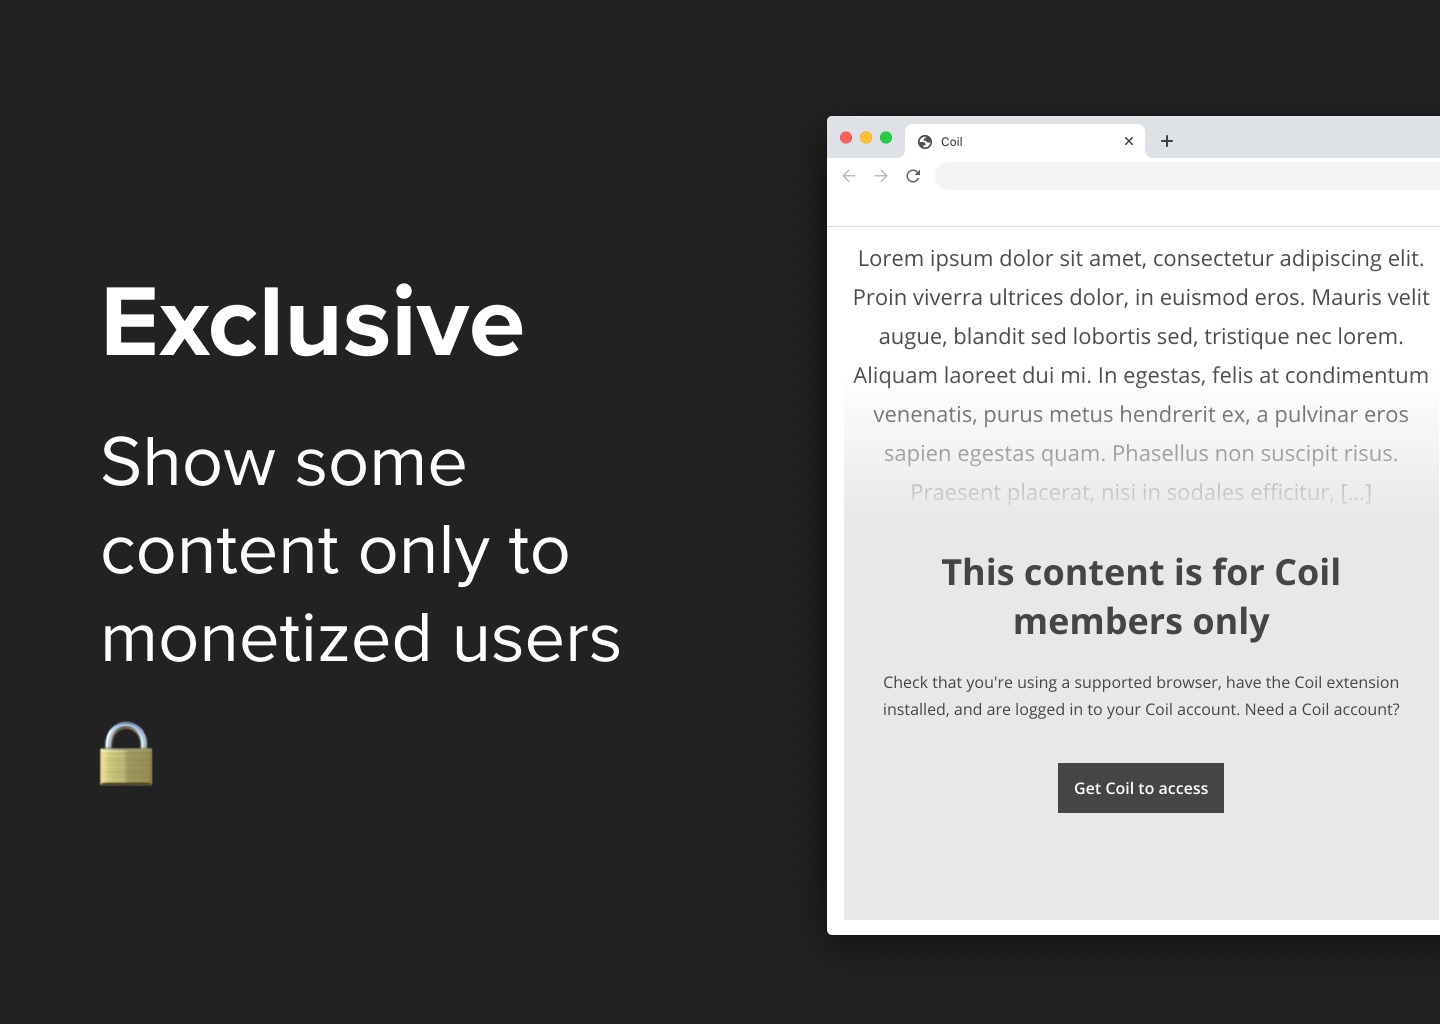 Exclusive
Show some
content only to
monetized users
Coil
Lorem ipsum dolor sit amet, consectetur adipiscing elit.
Proin viverra ultrices dolor, in euismod eros. Mauris velit
augue, blandit sed lobortis sed, tristique nec lorem.
Aliquam laoreet dui mi. In egestas, felis at condimentum
venenatis, purus metus hendrerit ex, a pulvinar eros
sapien egestas quam. Phasellus non suscipit risus.
Praesent placerat, nisi in sodales efficitur, [...]
This content is for Coil
members only
Check that you're using a supported browser, have the Coil extension
installed, and are logged in to your Coil account. Need a Coil account?
Get Coil to access